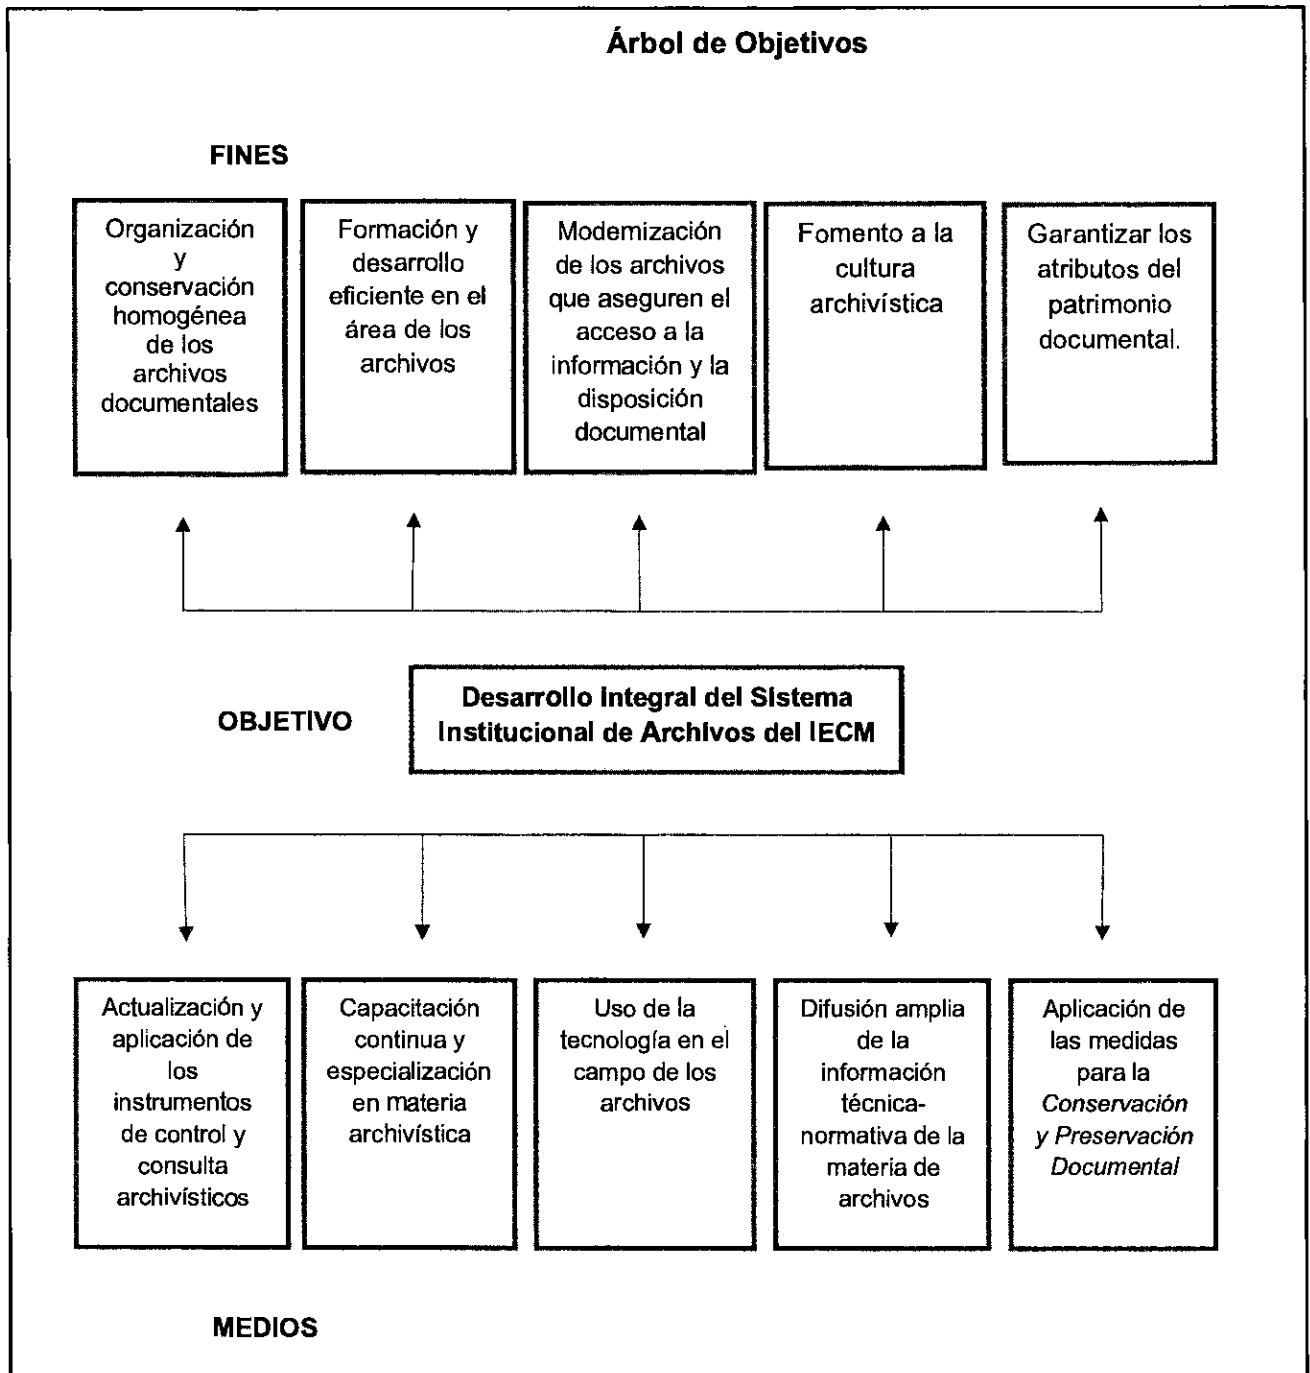 Árbol de Objetivos
FINES
Organización
y
conservación
homogénea
de los
archivos
documentales
Formación y
desarrollo
eficiente en el
área de los
archivos
Modernización
de los archivos
que aseguren el
acceso a la
información y la
disposición
documental
Fomento a la
cultura
archivística
Garantizar los
atributos del
patrimonio
documental.
OBJETIVO
Desarrollo Integral del Sistema
Institucional de Archivos del IECM
Actualización y
aplicación de
los
instrumentos
de control y
consulta
archivísticos
Capacitación
continua y
especialización
en materia
archivística
Uso de la
tecnología en el
campo de los
archivos
Difusión amplia
de la
información
técnica-
normativa de la
materia de
archivos
Aplicación de
las medidas
para la
Conservación
y Preservación
Documental
MEDIOS